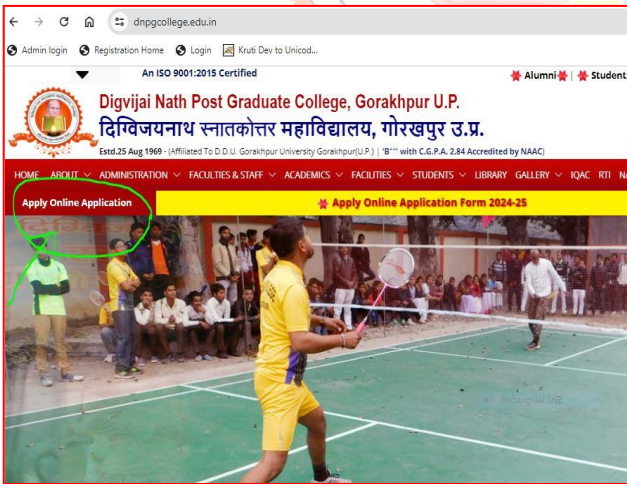 dnpgcollege.edu.in
Admin login Registration Home Login Kruti Dev to Unicod...
An ISO 9001:2015 Certified Alumni | Student
Digvijai Nath Post Graduate College, Gorakhpur U.P.
दिग्विजयनाथ स्नातकोत्तर महाविद्यालय, गोरखपुर उ.प्र.
Estd.25 Aug 1969 - (Affiliated To D.D.U. Gorakhpur University Gorakhpur(U.P.) | 'B⁺⁺' with C.G.P.A. 2.84 Accredited by NAAC)
HOME ABOUT ADMINISTRATION FACULTIES & STAFF ACADEMICS FACILITIES STUDENTS LIBRARY GALLERY IQAC RTI NA
Apply Online Application Apply Online Application Form 2024-25
Rectangular Snip